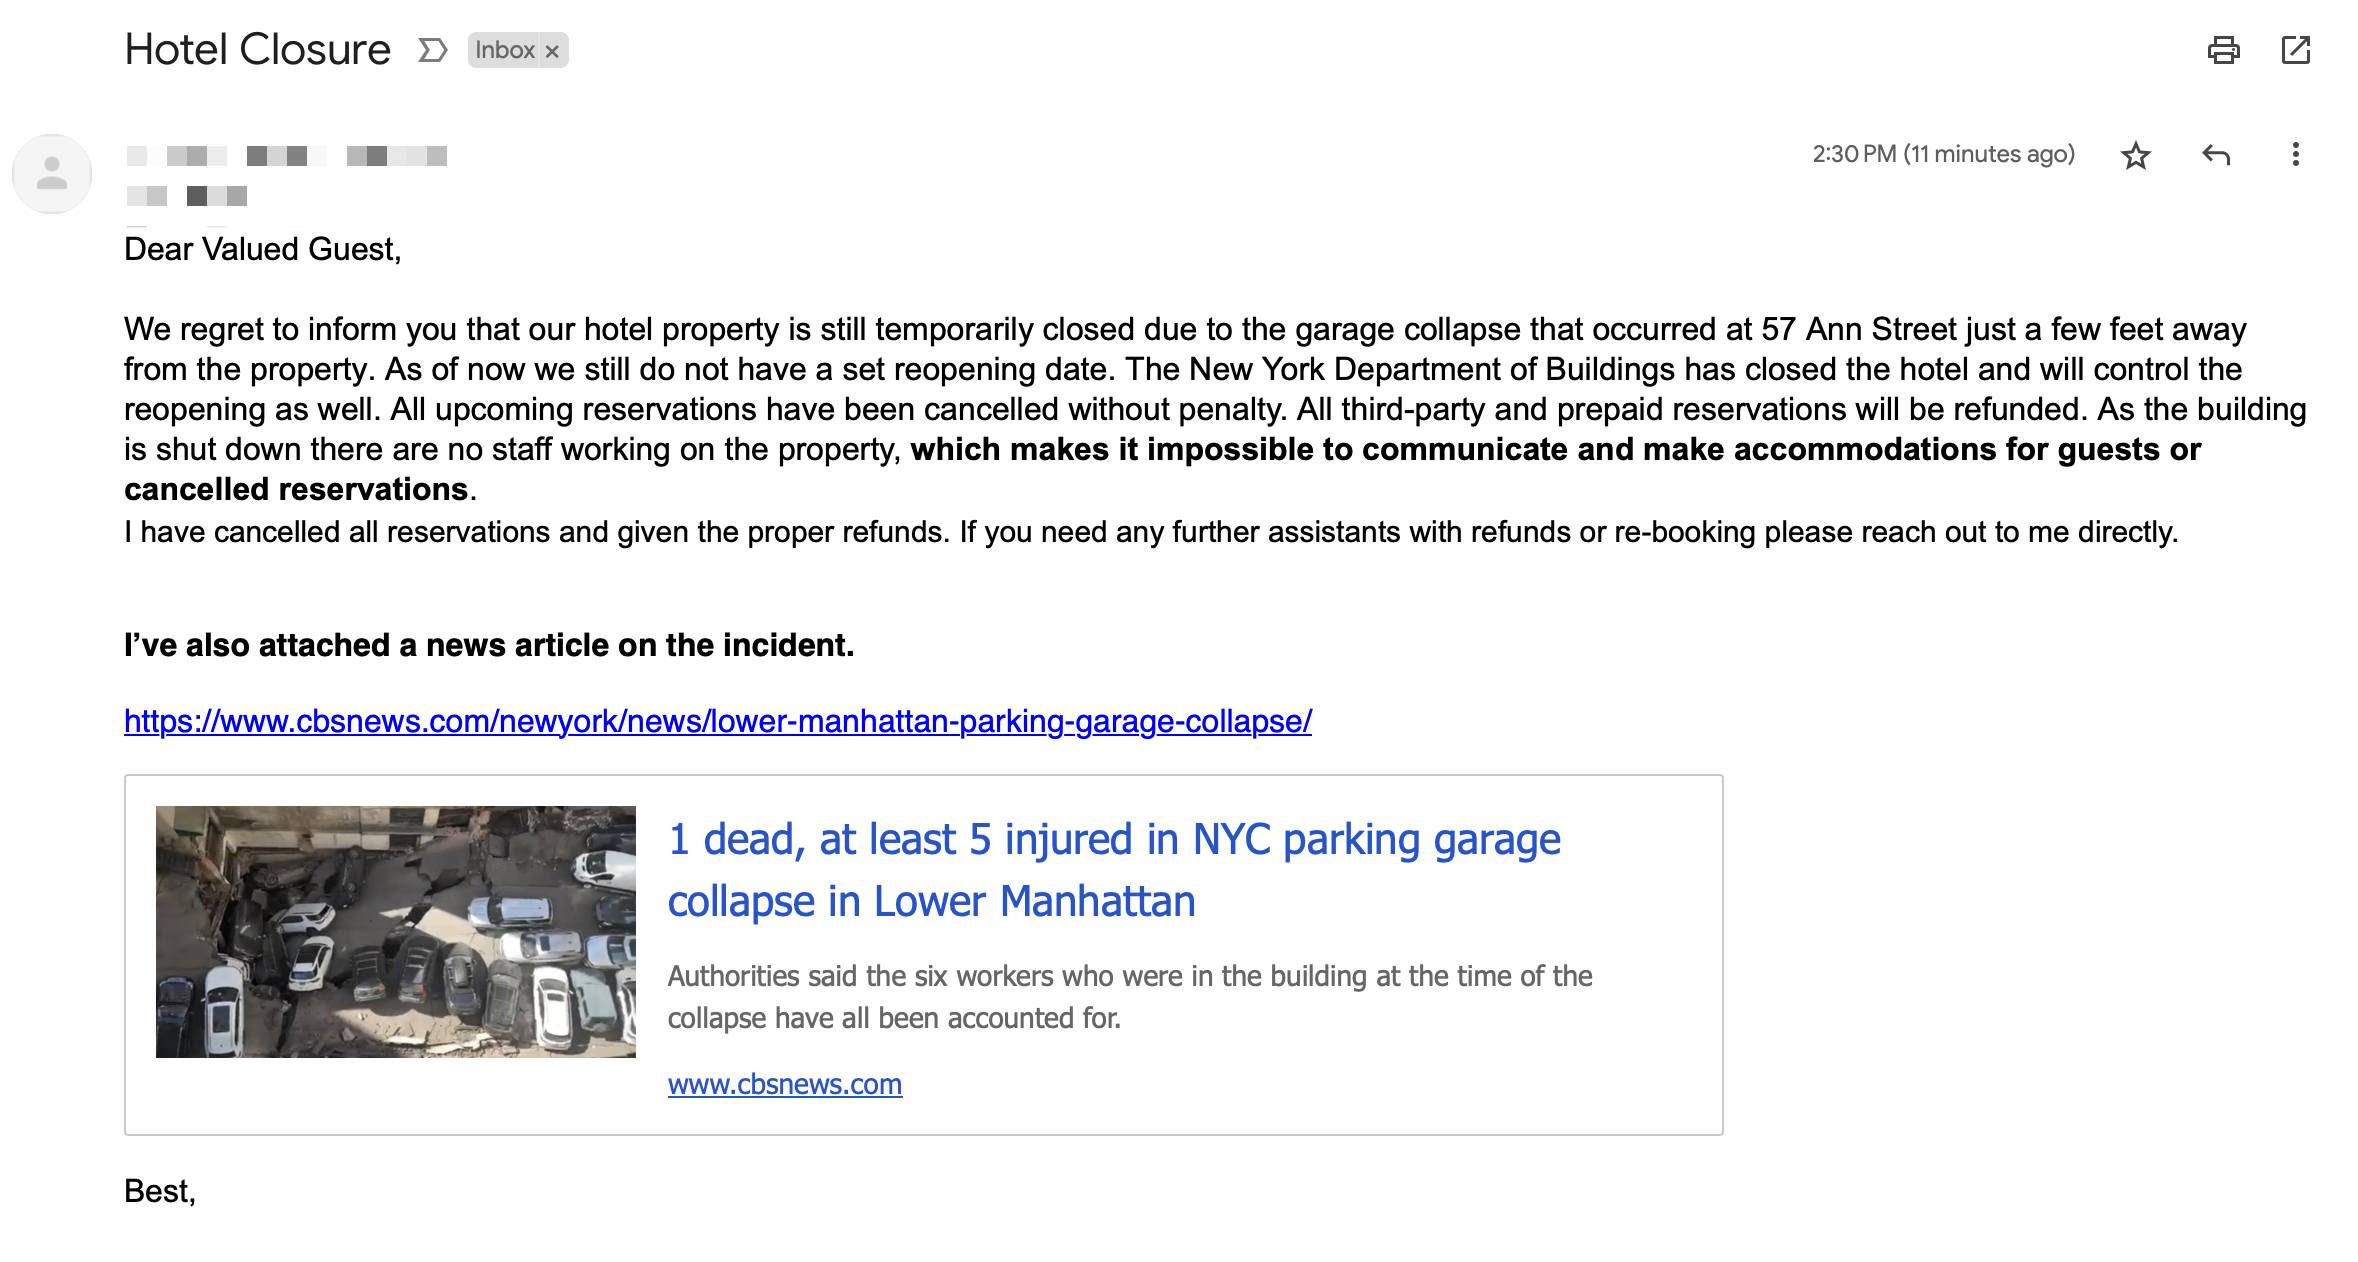 Hotel Closure
Inbox ×
2:30 PM (11 minutes ago)
Dear Valued Guest,
We regret to inform you that our hotel property is still temporarily closed due to the garage collapse that occurred at 57 Ann Street just a few feet away
from the property. As of now we still do not have a set reopening date. The New York Department of Buildings has closed the hotel and will control the
reopening as well. All upcoming reservations have been cancelled without penalty. All third-party and prepaid reservations will be refunded. As the building
is shut down there are no staff working on the property, which makes it impossible to communicate and make accommodations for guests or
cancelled reservations.
I have cancelled all reservations and given the proper refunds. If you need any further assistants with refunds or re-booking please reach out to me directly.
I’ve also attached a news article on the incident.
https://www.cbsnews.com/newyork/news/lower-manhattan-parking-garage-collapse/
1 dead, at least 5 injured in NYC parking garage
collapse in Lower Manhattan
Authorities said the six workers who were in the building at the time of the
collapse have all been accounted for.
www.cbsnews.com
Best,